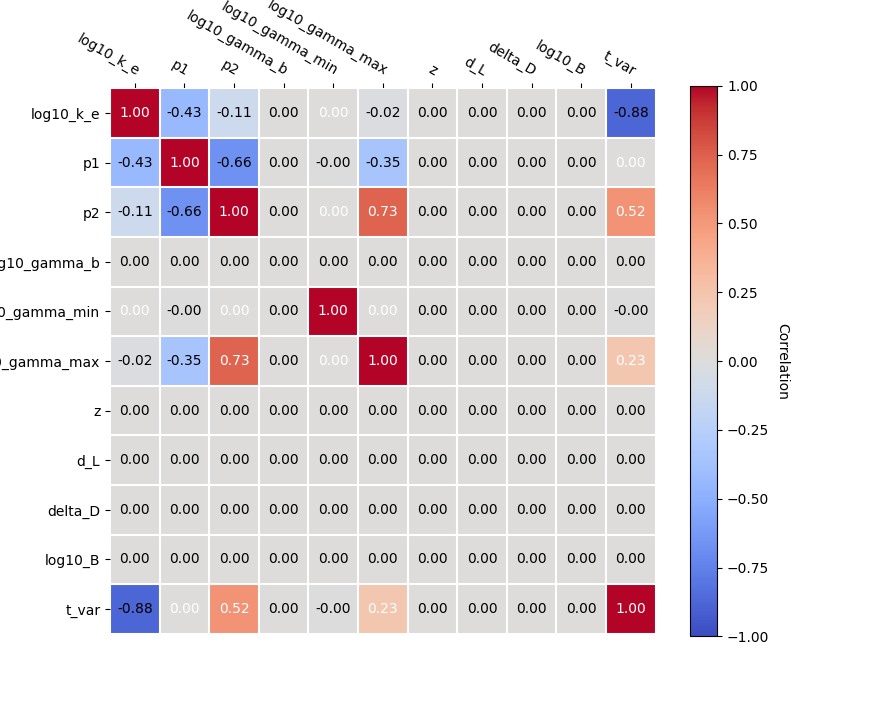 log10_k_e p1 p2 log10_gamma_b log10_gamma_min log10_gamma_max z d_L delta_D log10_B t_var
log10_k_e 1.00 -0.43 -0.11 0.00 0.00 -0.02 0.00 0.00 0.00 0.00 -0.88
p1 -0.43 1.00 -0.66 0.00 -0.00 -0.35 0.00 0.00 0.00 0.00 0.00
p2 -0.11 -0.66 1.00 0.00 0.00 0.73 0.00 0.00 0.00 0.00 0.52
g10_gamma_b 0.00 0.00 0.00 0.00 0.00 0.00 0.00 0.00 0.00 0.00 0.00
0_gamma_min 0.00 -0.00 0.00 0.00 1.00 0.00 0.00 0.00 0.00 0.00 -0.00
0_gamma_max -0.02 -0.35 0.73 0.00 0.00 1.00 0.00 0.00 0.00 0.00 0.23
z 0.00 0.00 0.00 0.00 0.00 0.00 0.00 0.00 0.00 0.00 0.00
d_L 0.00 0.00 0.00 0.00 0.00 0.00 0.00 0.00 0.00 0.00 0.00
delta_D 0.00 0.00 0.00 0.00 0.00 0.00 0.00 0.00 0.00 0.00 0.00
log10_B 0.00 0.00 0.00 0.00 0.00 0.00 0.00 0.00 0.00 0.00 0.00
t_var -0.88 0.00 0.52 0.00 -0.00 0.23 0.00 0.00 0.00 0.00 1.00
1.00
0.75
0.50
0.25
0.00
−0.25
−0.50
−0.75
−1.00
Correlation